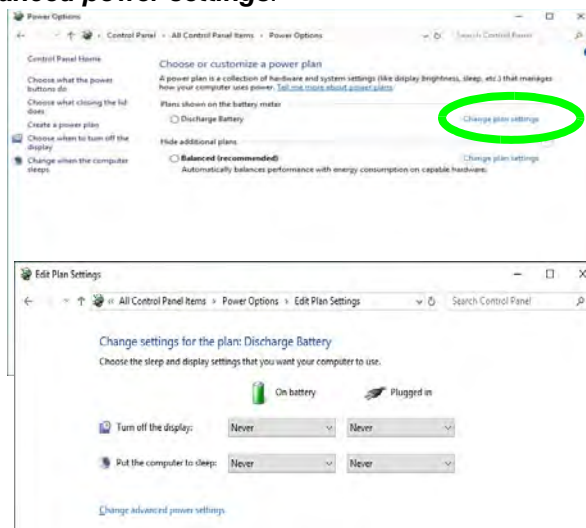 anced power settings.
Power Options
Control Panel › All Control Panel Items › Power Options
Search Control Panel
Control Panel Home
Choose what the power buttons do
Choose what closing the lid does
Create a power plan
Choose when to turn off the display
Change when the computer sleeps
Choose or customize a power plan
A power plan is a collection of hardware and system settings (like display brightness, sleep, etc.) that manages
how your computer uses power. Tell me more about power plans
Plans shown on the battery meter
Discharge Battery
Change plan settings
Hide additional plans
Balanced (recommended)
Change plan settings
Automatically balances performance with energy consumption on capable hardware.
Edit Plan Settings
« All Control Panel Items › Power Options › Edit Plan Settings
Search Control Panel
Change settings for the plan: Discharge Battery
Choose the sleep and display settings that you want your computer to use.
On battery
Plugged in
Turn off the display: Never Never
Put the computer to sleep: Never Never
Change advanced power settings